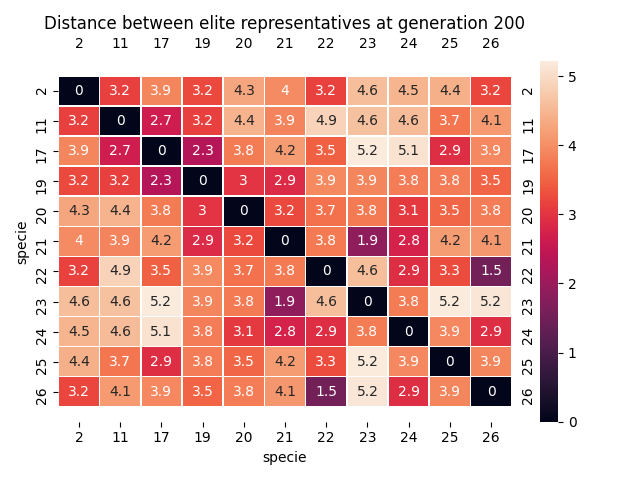 Distance between elite representatives at generation 200
2 11 17 19 20 21 22 23 24 25 26
2 0 3.2 3.9 3.2 4.3 4 3.2 4.6 4.5 4.4 3.2 2
11 3.2 0 2.7 3.2 4.4 3.9 4.9 4.6 4.6 3.7 4.1 11
17 3.9 2.7 0 2.3 3.8 4.2 3.5 5.2 5.1 2.9 3.9 17
19 3.2 3.2 2.3 0 3 2.9 3.9 3.9 3.8 3.8 3.5 19
20 4.3 4.4 3.8 3 0 3.2 3.7 3.8 3.1 3.5 3.8 20
21 4 3.9 4.2 2.9 3.2 0 3.8 1.9 2.8 4.2 4.1 21
22 3.2 4.9 3.5 3.9 3.7 3.8 0 4.6 2.9 3.3 1.5 22
23 4.6 4.6 5.2 3.9 3.8 1.9 4.6 0 3.8 5.2 5.2 23
24 4.5 4.6 5.1 3.8 3.1 2.8 2.9 3.8 0 3.9 2.9 24
25 4.4 3.7 2.9 3.8 3.5 4.2 3.3 5.2 3.9 0 3.9 25
26 3.2 4.1 3.9 3.5 3.8 4.1 1.5 5.2 2.9 3.9 0 26
2 11 17 19 20 21 22 23 24 25 26
specie
specie
5
4
3
2
1
0